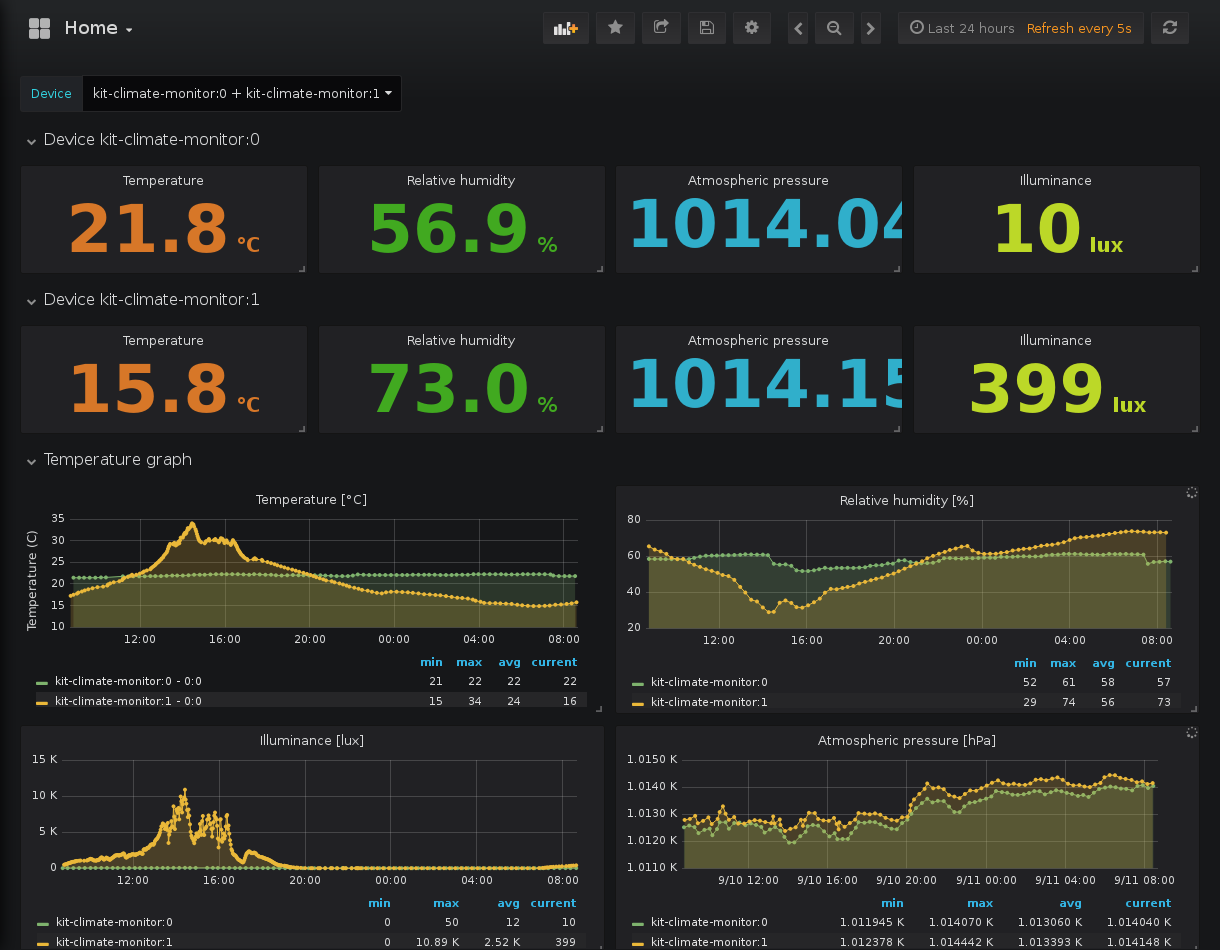 Home
Last 24 hours Refresh every 5s
Device kit-climate-monitor:0 + kit-climate-monitor:1
Device kit-climate-monitor:0
Temperature Relative humidity Atmospheric pressure Illuminance
21.8 °C 56.9 % 1014.04 10 lux
Device kit-climate-monitor:1
Temperature Relative humidity Atmospheric pressure Illuminance
15.8 °C 73.0 % 1014.15 399 lux
Temperature graph
Temperature [°C]
Temperature (C)
35
30
25
20
15
10
12:00 16:00 20:00 00:00 04:00 08:00
min max avg current
kit-climate-monitor:0 - 0:0 21 22 22 22
kit-climate-monitor:1 - 0:0 15 34 24 16
Relative humidity [%]
80
60
40
20
12:00 16:00 20:00 00:00 04:00 08:00
min max avg current
kit-climate-monitor:0 52 61 58 57
kit-climate-monitor:1 29 74 56 73
Illuminance [lux]
15 K
10 K
5 K
0
12:00 16:00 20:00 00:00 04:00 08:00
min max avg current
kit-climate-monitor:0 0 50 12 10
kit-climate-monitor:1 0 10.89 K 2.52 K 399
Atmospheric pressure [hPa]
1.0150 K
1.0140 K
1.0130 K
1.0120 K
1.0110 K
9/10 12:00 9/10 16:00 9/10 20:00 9/11 00:00 9/11 04:00 9/11 08:00
min max avg current
kit-climate-monitor:0 1.011945 K 1.014070 K 1.013060 K 1.014040 K
kit-climate-monitor:1 1.012378 K 1.014442 K 1.013393 K 1.014148 K